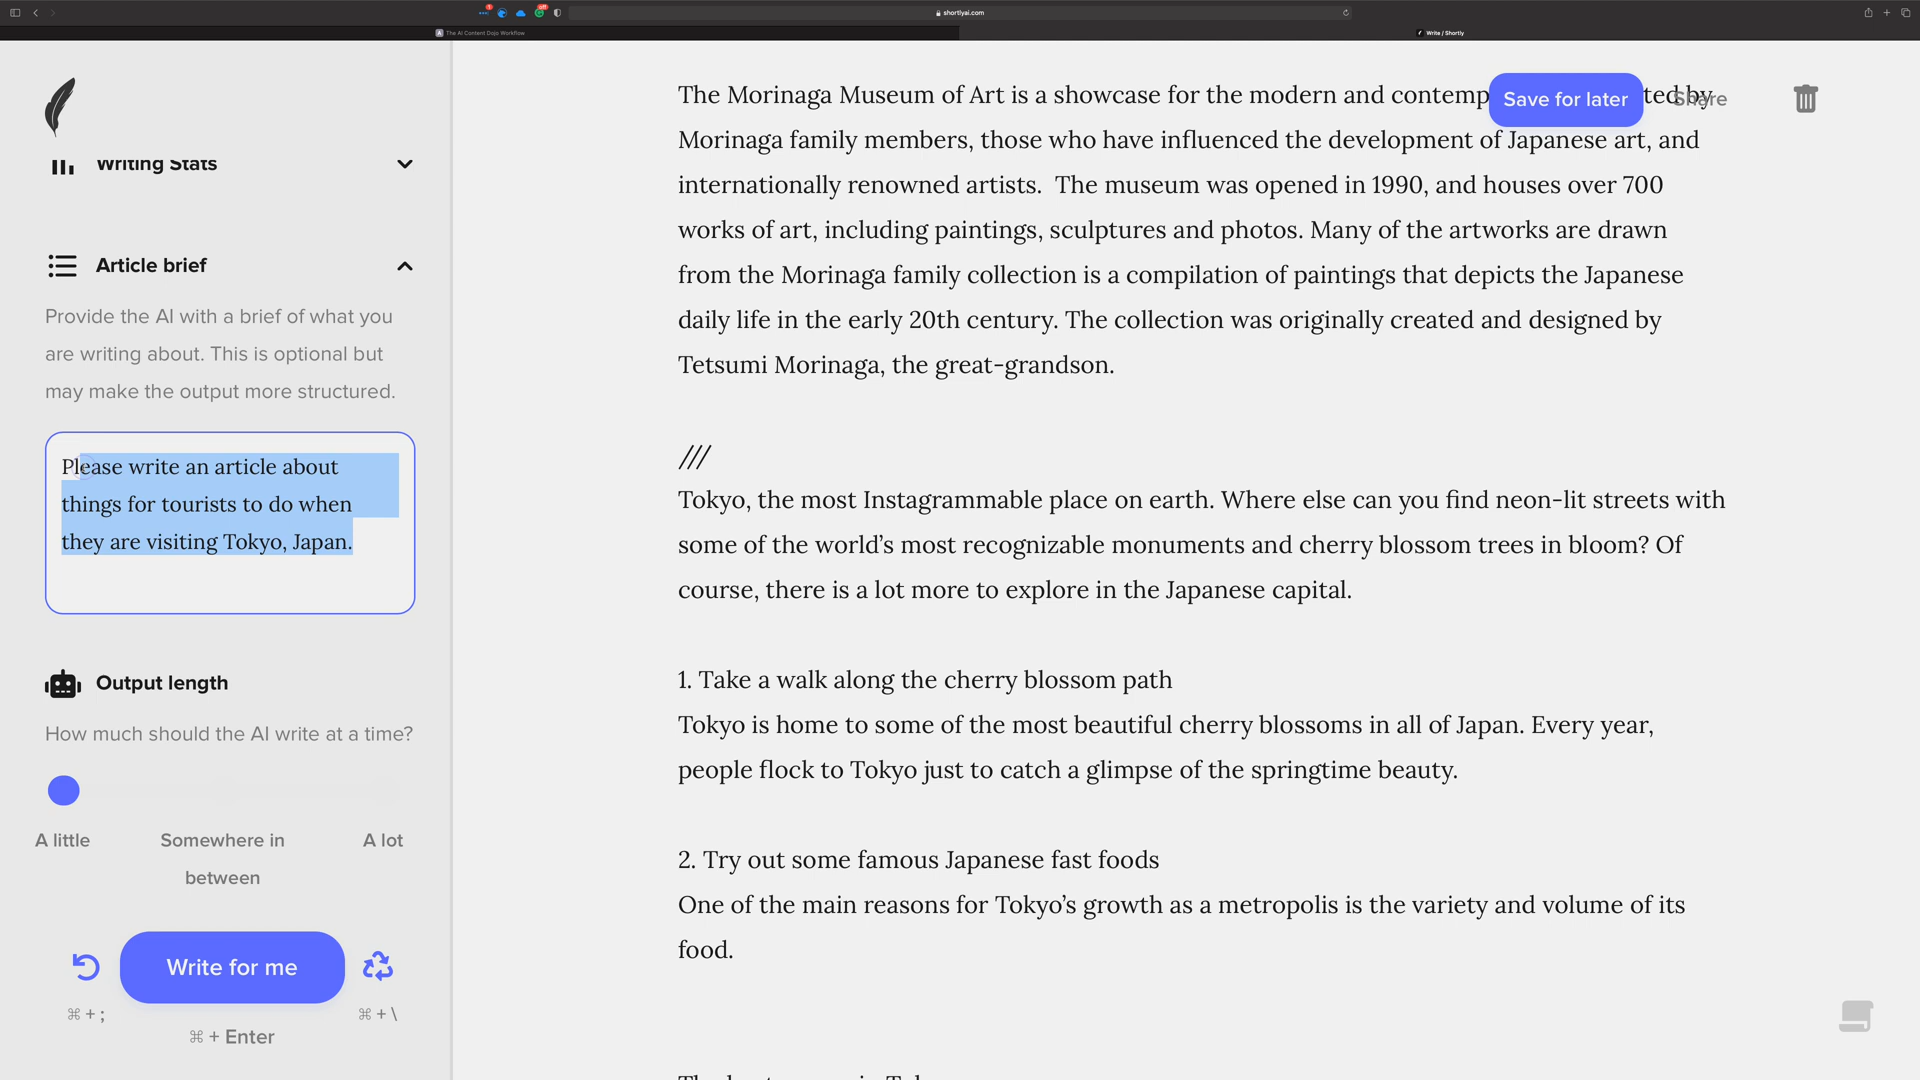 shortlyai.com
The AI Content Dojo Workflow
Write / Shortly
Writing Stats
Article brief
Provide the AI with a brief of what you
are writing about. This is optional but
may make the output more structured.
Please write an article about
things for tourists to do when
they are visiting Tokyo, Japan.
Output length
How much should the AI write at a time?
A little
Somewhere in
between
A lot
Write for me
⌘ + ;
⌘ + Enter
⌘ + \
Save for later
Share
The Morinaga Museum of Art is a showcase for the modern and by
Morinaga family members, those who have influenced the development of Japanese art, and
internationally renowned artists.  The museum was opened in 1990, and houses over 700
works of art, including paintings, sculptures and photos. Many of the artworks are drawn
from the Morinaga family collection is a compilation of paintings that depicts the Japanese
daily life in the early 20th century. The collection was originally created and designed by
Tetsumi Morinaga, the great-grandson.
///
Tokyo, the most Instagrammable place on earth. Where else can you find neon-lit streets with
some of the world’s most recognizable monuments and cherry blossom trees in bloom? Of
course, there is a lot more to explore in the Japanese capital.
1. Take a walk along the cherry blossom path
Tokyo is home to some of the most beautiful cherry blossoms in all of Japan. Every year,
people flock to Tokyo just to catch a glimpse of the springtime beauty.
2. Try out some famous Japanese fast foods
One of the main reasons for Tokyo’s growth as a metropolis is the variety and volume of its
food.